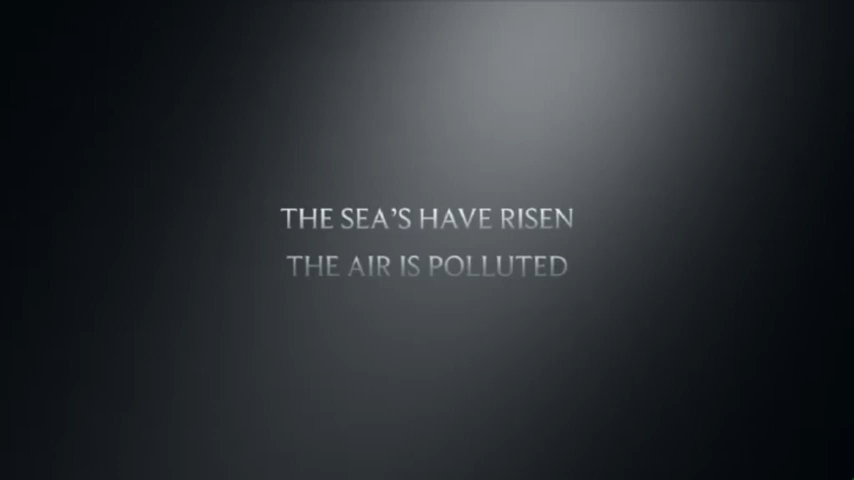 THE SEA'S HAVE RISEN
THE AIR IS POLLUTED